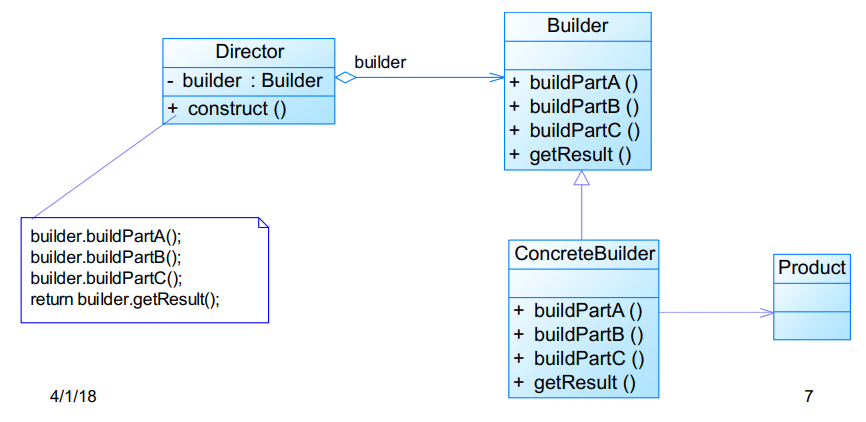 Director
- builder : Builder
+ construct ()
builder
Builder
+ buildPartA ()
+ buildPartB ()
+ buildPartC ()
+ getResult ()
builder.buildPartA();
builder.buildPartB();
builder.buildPartC();
return builder.getResult();
ConcreteBuilder
+ buildPartA ()
+ buildPartB ()
+ buildPartC ()
+ getResult ()
Product
4/1/18
7